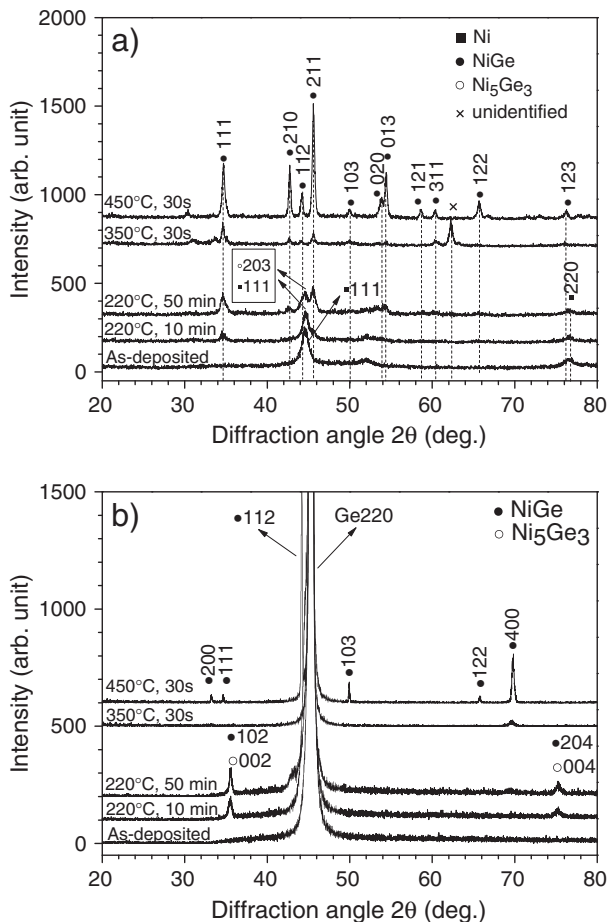 2000
a)
■ Ni
● NiGe
○ Ni5Ge3
× unidentified
1500
1000
500
0
Intensity (arb. unit)
111
210
112
211
103
020
013
121
311
×
122
123
450°C, 30s
350°C, 30s
○203
■111
■111
220
220°C, 50 min
220°C, 10 min
As-deposited
20 30 40 50 60 70 80
Diffraction angle 2θ (deg.)
1500
b)
●112
Ge220
● NiGe
○ Ni5Ge3
1000
500
0
Intensity (arb. unit)
200
111
103
122
400
450°C, 30s
350°C, 30s
●102
○002
●204
○004
220°C, 50 min
220°C, 10 min
As-deposited
20 30 40 50 60 70 80
Diffraction angle 2θ (deg.)